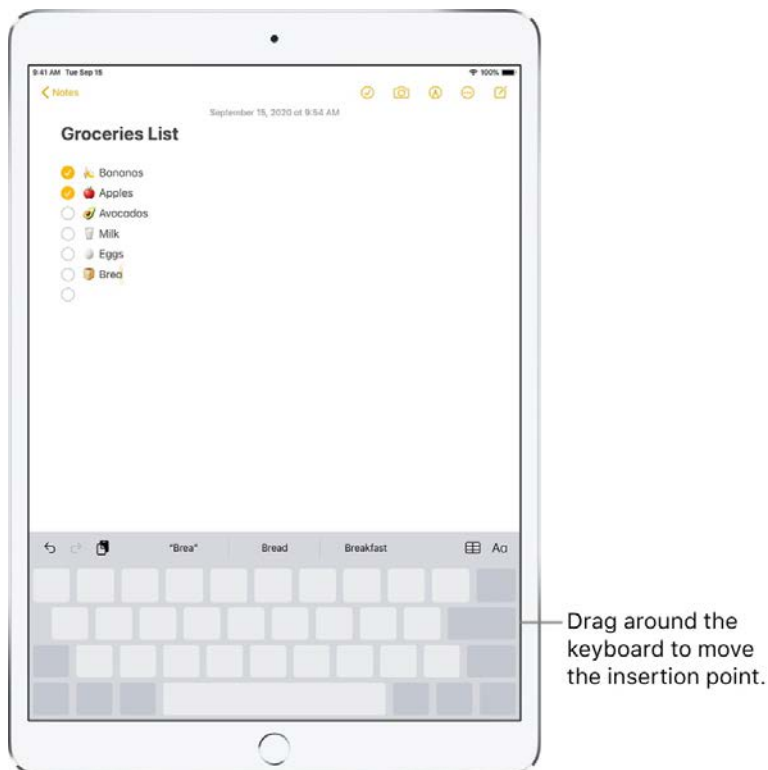 9:41 AM Tue Sep 15 100%
Notes
September 15, 2020 at 9:54 AM
Groceries List
Bananas
Apples
Avocados
Milk
Eggs
Brea
"Brea" Bread Breakfast Aa
Drag around the
keyboard to move
the insertion point.